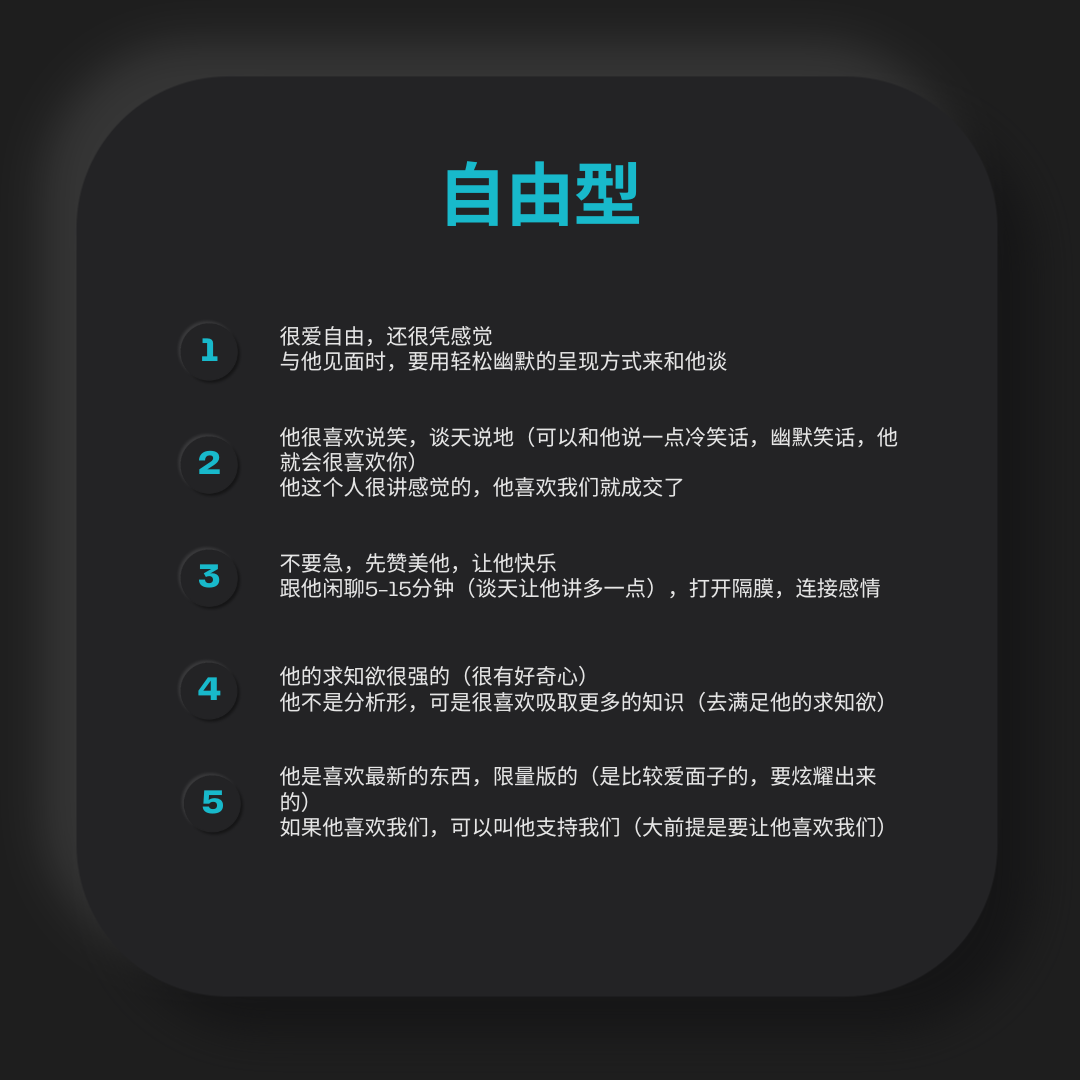 自由型
1
很爱自由，还很凭感觉
与他见面时，要用轻松幽默的呈现方式来和他谈
2
他很喜欢说笑，谈天说地（可以和他说一点冷笑话，幽默笑话，他
就会很喜欢你）
他这个人很讲感觉的，他喜欢我们就成交了
3
不要急，先赞美他，让他快乐
跟他闲聊5-15分钟（谈天让他讲多一点），打开隔膜，连接感情
4
他的求知欲很强的（很有好奇心）
他不是分析形，可是很喜欢吸取更多的知识（去满足他的求知欲）
5
他是喜欢最新的东西，限量版的（是比较爱面子的，要炫耀出来
的）
如果他喜欢我们，可以叫他支持我们（大前提是要让他喜欢我们）